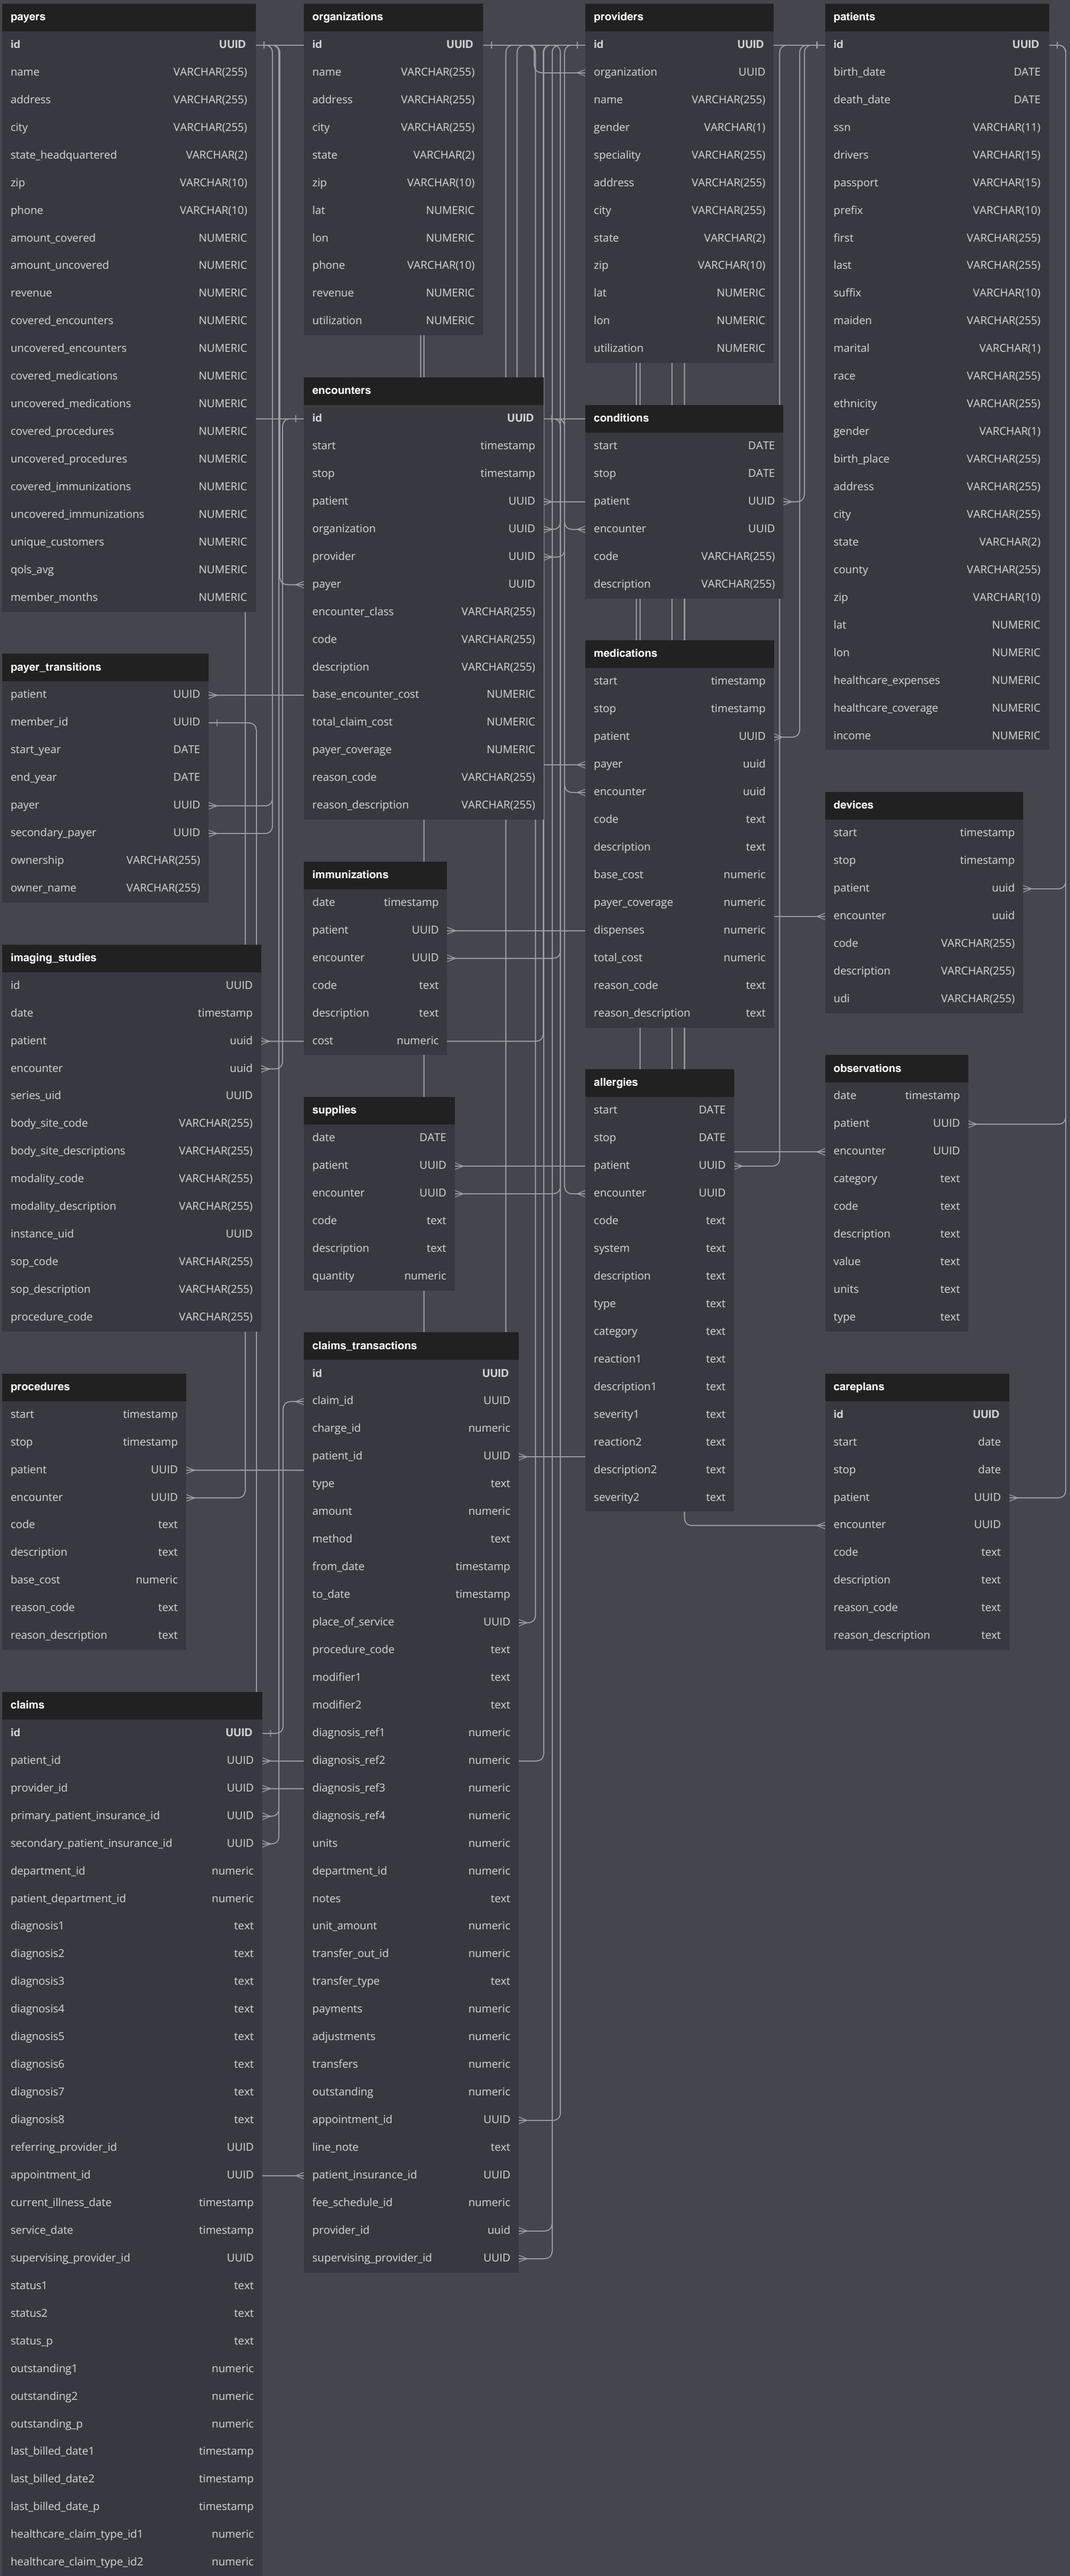 payers
id UUID
name VARCHAR(255)
address VARCHAR(255)
city VARCHAR(255)
state_headquartered VARCHAR(2)
zip VARCHAR(10)
phone VARCHAR(10)
amount_covered NUMERIC
amount_uncovered NUMERIC
revenue NUMERIC
covered_encounters NUMERIC
uncovered_encounters NUMERIC
covered_medications NUMERIC
uncovered_medications NUMERIC
covered_procedures NUMERIC
uncovered_procedures NUMERIC
covered_immunizations NUMERIC
uncovered_immunizations NUMERIC
unique_customers NUMERIC
qols_avg NUMERIC
member_months NUMERIC
payer_transitions
patient UUID
member_id UUID
start_year DATE
end_year DATE
payer UUID
secondary_payer UUID
ownership VARCHAR(255)
owner_name VARCHAR(255)
imaging_studies
id UUID
date timestamp
patient uuid
encounter uuid
series_uid UUID
body_site_code VARCHAR(255)
body_site_descriptions VARCHAR(255)
modality_code VARCHAR(255)
modality_description VARCHAR(255)
instance_uid UUID
sop_code VARCHAR(255)
sop_description VARCHAR(255)
procedure_code VARCHAR(255)
procedures
start timestamp
stop timestamp
patient UUID
encounter UUID
code text
description text
base_cost numeric
reason_code text
reason_description text
claims
id UUID
patient_id UUID
provider_id UUID
primary_patient_insurance_id UUID
secondary_patient_insurance_id UUID
department_id numeric
patient_department_id numeric
diagnosis1 text
diagnosis2 text
diagnosis3 text
diagnosis4 text
diagnosis5 text
diagnosis6 text
diagnosis7 text
diagnosis8 text
referring_provider_id UUID
appointment_id UUID
current_illness_date timestamp
service_date timestamp
supervising_provider_id UUID
status1 text
status2 text
status_p text
outstanding1 numeric
outstanding2 numeric
outstanding_p numeric
last_billed_date1 timestamp
last_billed_date2 timestamp
last_billed_date_p timestamp
healthcare_claim_type_id1 numeric
healthcare_claim_type_id2 numeric
organizations
id UUID
name VARCHAR(255)
address VARCHAR(255)
city VARCHAR(255)
state VARCHAR(2)
zip VARCHAR(10)
lat NUMERIC
lon NUMERIC
phone VARCHAR(10)
revenue NUMERIC
utilization NUMERIC
encounters
id UUID
start timestamp
stop timestamp
patient UUID
organization UUID
provider UUID
payer UUID
encounter_class VARCHAR(255)
code VARCHAR(255)
description VARCHAR(255)
base_encounter_cost NUMERIC
total_claim_cost NUMERIC
payer_coverage NUMERIC
reason_code VARCHAR(255)
reason_description VARCHAR(255)
immunizations
date timestamp
patient UUID
encounter UUID
code text
description text
cost numeric
supplies
date DATE
patient UUID
encounter UUID
code text
description text
quantity numeric
claims_transactions
id UUID
claim_id UUID
charge_id numeric
patient_id UUID
type text
amount numeric
method text
from_date timestamp
to_date timestamp
place_of_service UUID
procedure_code text
modifier1 text
modifier2 text
diagnosis_ref1 numeric
diagnosis_ref2 numeric
diagnosis_ref3 numeric
diagnosis_ref4 numeric
units numeric
department_id numeric
notes text
unit_amount numeric
transfer_out_id numeric
transfer_type text
payments numeric
adjustments numeric
transfers numeric
outstanding numeric
appointment_id UUID
line_note text
patient_insurance_id UUID
fee_schedule_id numeric
provider_id uuid
supervising_provider_id UUID
providers
id UUID
organization UUID
name VARCHAR(255)
gender VARCHAR(1)
speciality VARCHAR(255)
address VARCHAR(255)
city VARCHAR(255)
state VARCHAR(2)
zip VARCHAR(10)
lat NUMERIC
lon NUMERIC
utilization NUMERIC
conditions
start DATE
stop DATE
patient UUID
encounter UUID
code VARCHAR(255)
description VARCHAR(255)
medications
start timestamp
stop timestamp
patient UUID
payer uuid
encounter uuid
code text
description text
base_cost numeric
payer_coverage numeric
dispenses numeric
total_cost numeric
reason_code text
reason_description text
allergies
start DATE
stop DATE
patient UUID
encounter UUID
code text
system text
description text
type text
category text
reaction1 text
description1 text
severity1 text
reaction2 text
description2 text
severity2 text
patients
id UUID
birth_date DATE
death_date DATE
ssn VARCHAR(11)
drivers VARCHAR(15)
passport VARCHAR(15)
prefix VARCHAR(10)
first VARCHAR(255)
last VARCHAR(255)
suffix VARCHAR(10)
maiden VARCHAR(255)
marital VARCHAR(1)
race VARCHAR(255)
ethnicity VARCHAR(255)
gender VARCHAR(1)
birth_place VARCHAR(255)
address VARCHAR(255)
city VARCHAR(255)
state VARCHAR(2)
county VARCHAR(255)
zip VARCHAR(10)
lat NUMERIC
lon NUMERIC
healthcare_expenses NUMERIC
healthcare_coverage NUMERIC
income NUMERIC
devices
start timestamp
stop timestamp
patient uuid
encounter uuid
code VARCHAR(255)
description VARCHAR(255)
udi VARCHAR(255)
observations
date timestamp
patient UUID
encounter UUID
category text
code text
description text
value text
units text
type text
careplans
id UUID
start date
stop date
patient UUID
encounter UUID
code text
description text
reason_code text
reason_description text